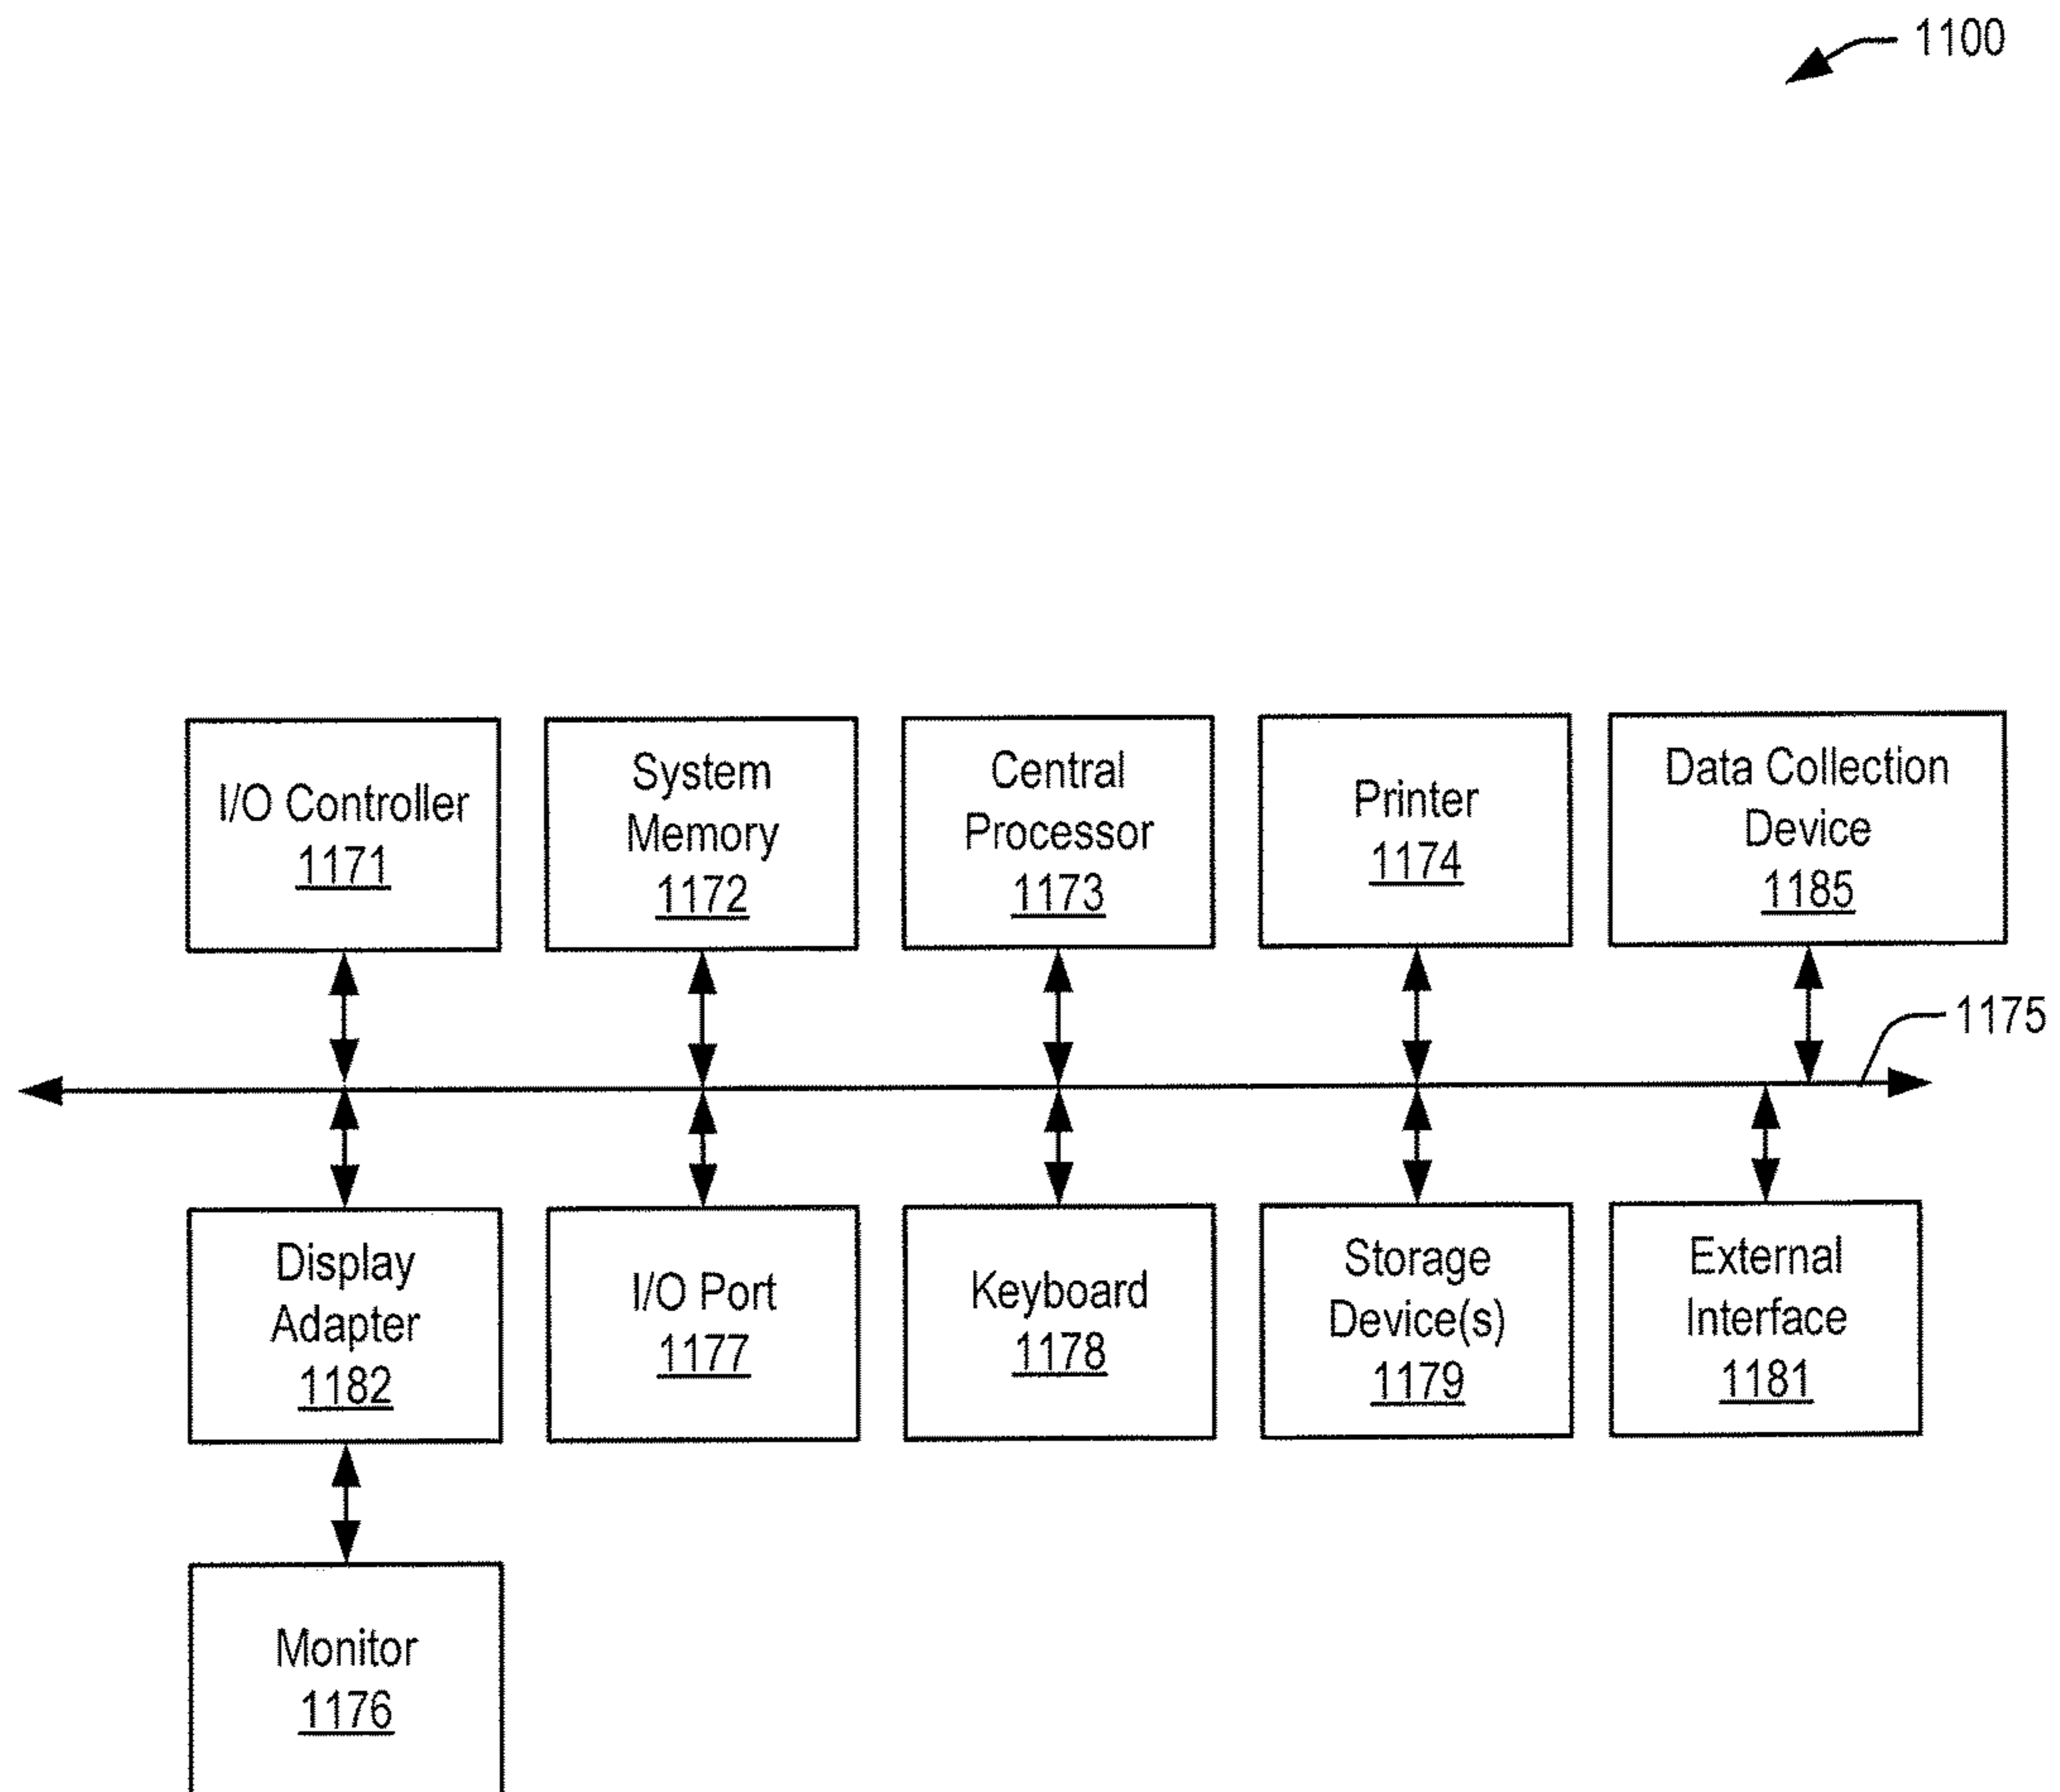 1100
I/O Controller
1171
System
Memory
1172
Central
Processor
1173
Printer
1174
Data Collection
Device
1185
1175
Display
Adapter
1182
I/O Port
1177
Keyboard
1178
Storage
Device(s)
1179
External
Interface
1181
Monitor
1176